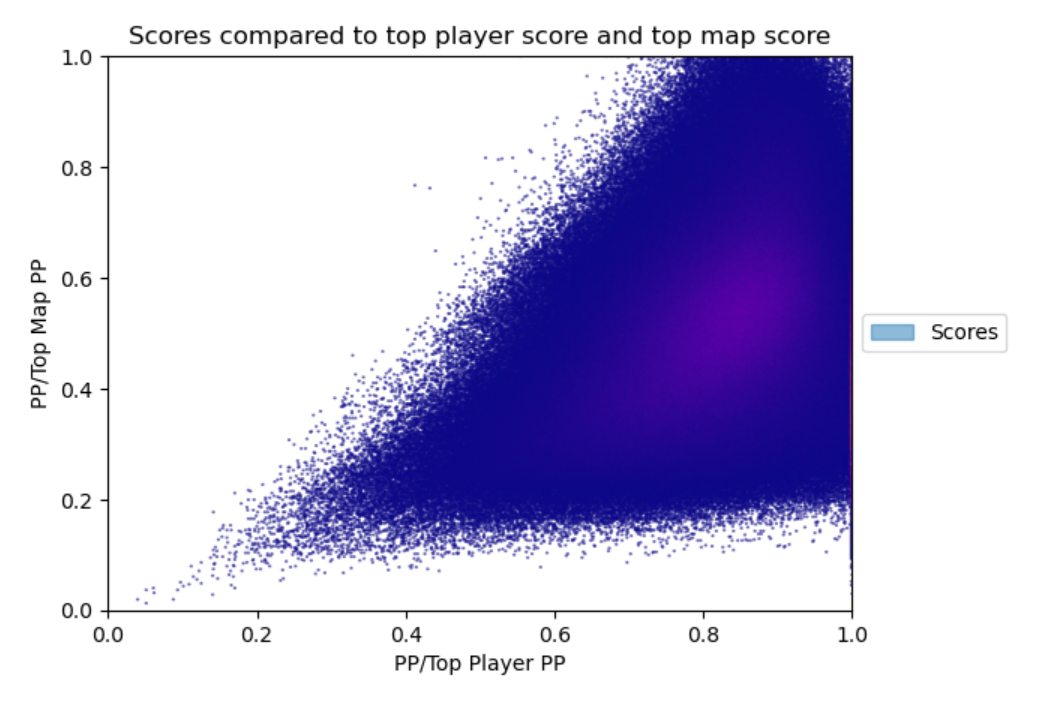 Scores compared to top player score and top map score
1.0
0.8
0.6
0.4
0.2
0.0
PP/Top Map PP
0.0 0.2 0.4 0.6 0.8 1.0
PP/Top Player PP
Scores